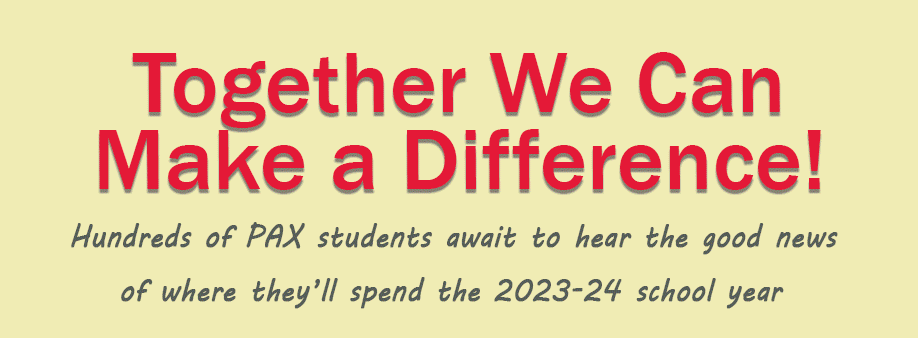 Together We Can
Make a Difference!
Hundreds of PAX students await to hear the good news
of where they'll spend the 2023-24 school year